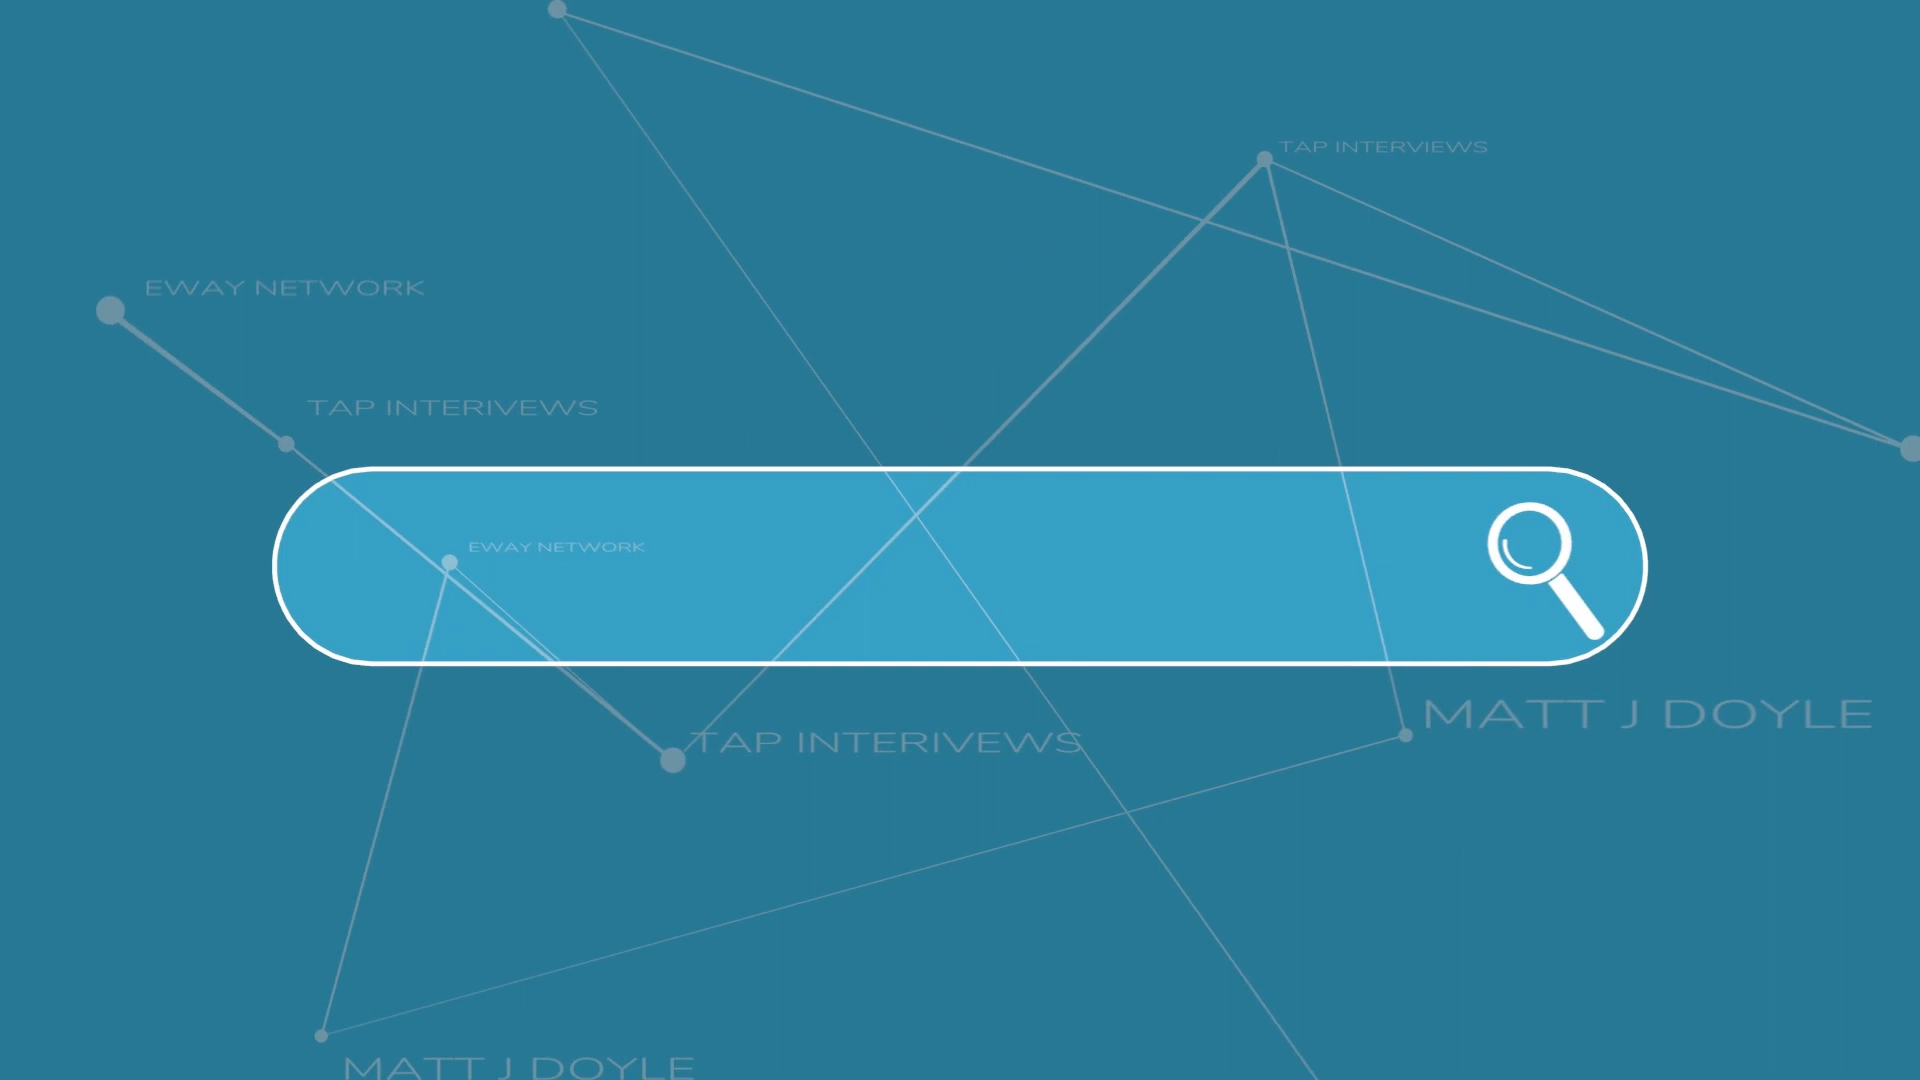 TAP INTERVIEWS
EWAY NETWORK
TAP INTERIVEWS
EWAY NETWORK
MATT J DOYLE
TAP INTERIVEWS
MATT J DOYLE